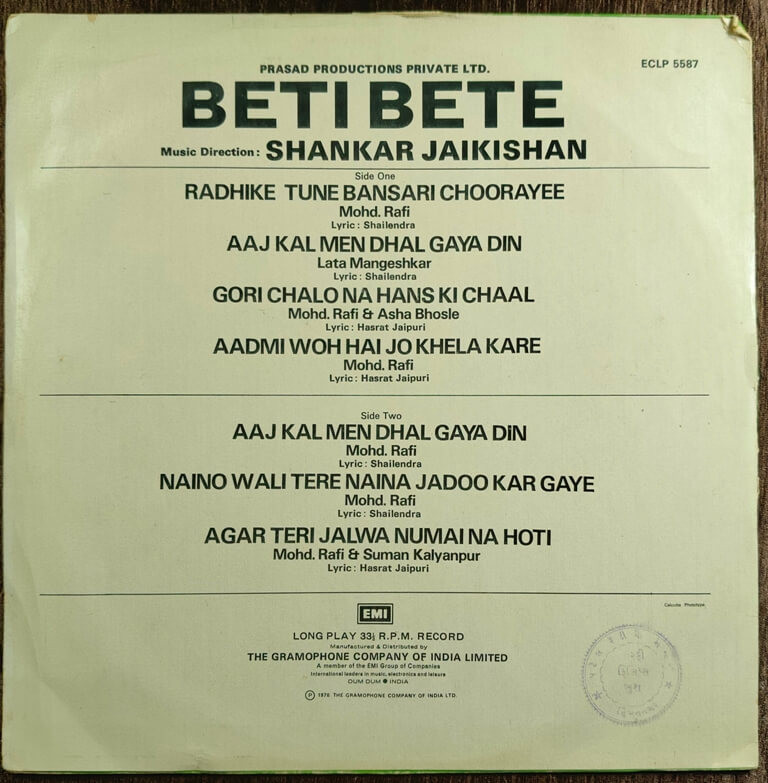 PRASAD PRODUCTIONS PRIVATE LTD.
ECLP 5587
BETI BETE
Music Direction: SHANKAR JAIKISHAN
Side One
RADHIKE TUNE BANSARI CHOORAYEE
Mohd. Rafi
Lyric: Shailendra
AAJ KAL MEN DHAL GAYA DIN
Lata Mangeshkar
Lyric: Shailendra
GORI CHALO NA HANS KI CHAAL
Mohd. Rafi & Asha Bhosle
Lyric: Hasrat Jaipuri
AADMI WOH HAI JO KHELA KARE
Mohd. Rafi
Lyric: Hasrat Jaipuri
Side Two
AAJ KAL MEN DHAL GAYA DIN
Mohd. Rafi
Lyric: Shailendra
NAINO WALI TERE NAINA JADOO KAR GAYE
Mohd. Rafi
Lyric: Shailendra
AGAR TERI JALWA NUMAI NA HOTI
Mohd. Rafi & Suman Kalyanpur
Lyric: Hasrat Jaipuri
Calcutta Phototype.
EMI
LONG PLAY 33⅓ R.P.M. RECORD
Manufactured & Distributed by
THE GRAMOPHONE COMPANY OF INDIA LIMITED
A member of the EMI Group of Companies
International leaders in music, electronics and leisure
DUM DUM ● INDIA
Ⓟ 1978 THE GRAMOPHONE COMPANY OF INDIA LTD.